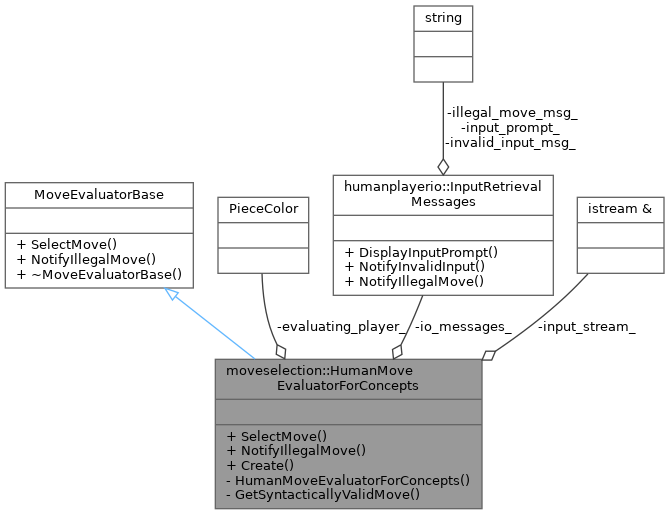 string
-illegal_move_msg_
-input_prompt_
-invalid_input_msg_
MoveEvaluatorBase
+ SelectMove()
+ NotifyIllegalMove()
+ ~MoveEvaluatorBase()
PieceColor
humanplayerio::InputRetrieval
Messages
+ DisplayInputPrompt()
+ NotifyInvalidInput()
+ NotifyIllegalMove()
istream &
-evaluating_player_
-io_messages_
-input_stream_
moveselection::HumanMove
EvaluatorForConcepts
+ SelectMove()
+ NotifyIllegalMove()
+ Create()
- HumanMoveEvaluatorForConcepts()
- GetSyntacticallyValidMove()